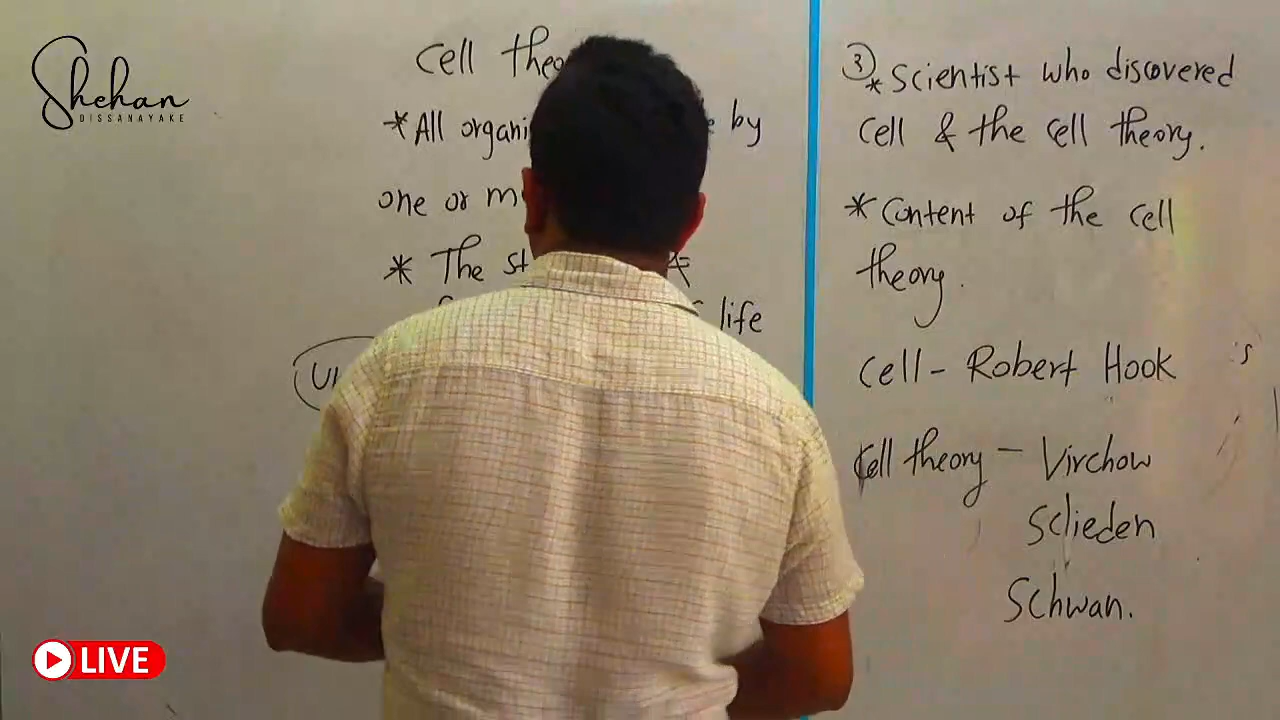 Shehan
DISSANAYAKE
Cell theo
*All organi by
one or m
* The st
life
③
* Scientist who discovered
cell & the cell theory.
* Content of the cell
theory.
cell - Robert Hook
's
Cell theory - Virchow
Sclieden
Schwan.
LIVE